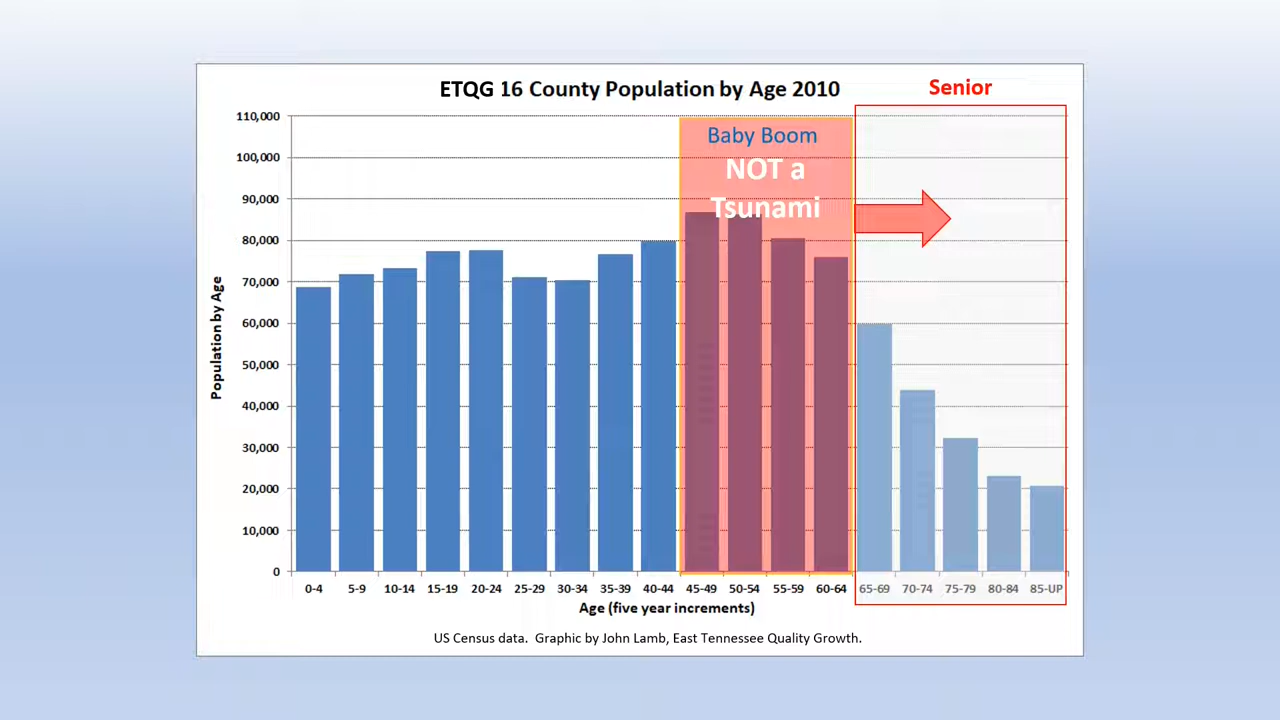 ETQG 16 County Population by Age 2010
Senior
110,000
100,000
90,000
80,000
70,000
60,000
50,000
40,000
30,000
20,000
10,000
0
Population by Age
Baby Boom
NOT a
Tsunami
0-4 5-9 10-14 15-19 20-24 25-29 30-34 35-39 40-44 45-49 50-54 55-59 60-64 65-69 70-74 75-79 80-84 85-UP
Age (five year increments)
US Census data. Graphic by John Lamb, East Tennessee Quality Growth.